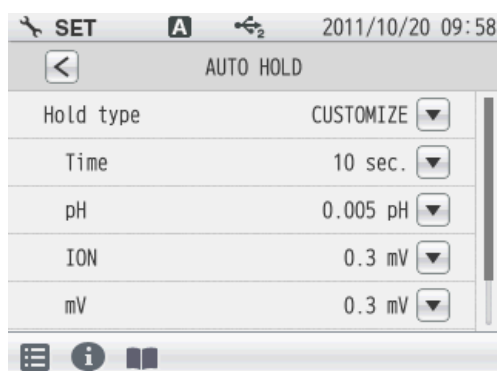 SET A 2 2011/10/20 09:58
AUTO HOLD
Hold type CUSTOMIZE
Time 10 sec.
pH 0.005 pH
ION 0.3 mV
mV 0.3 mV